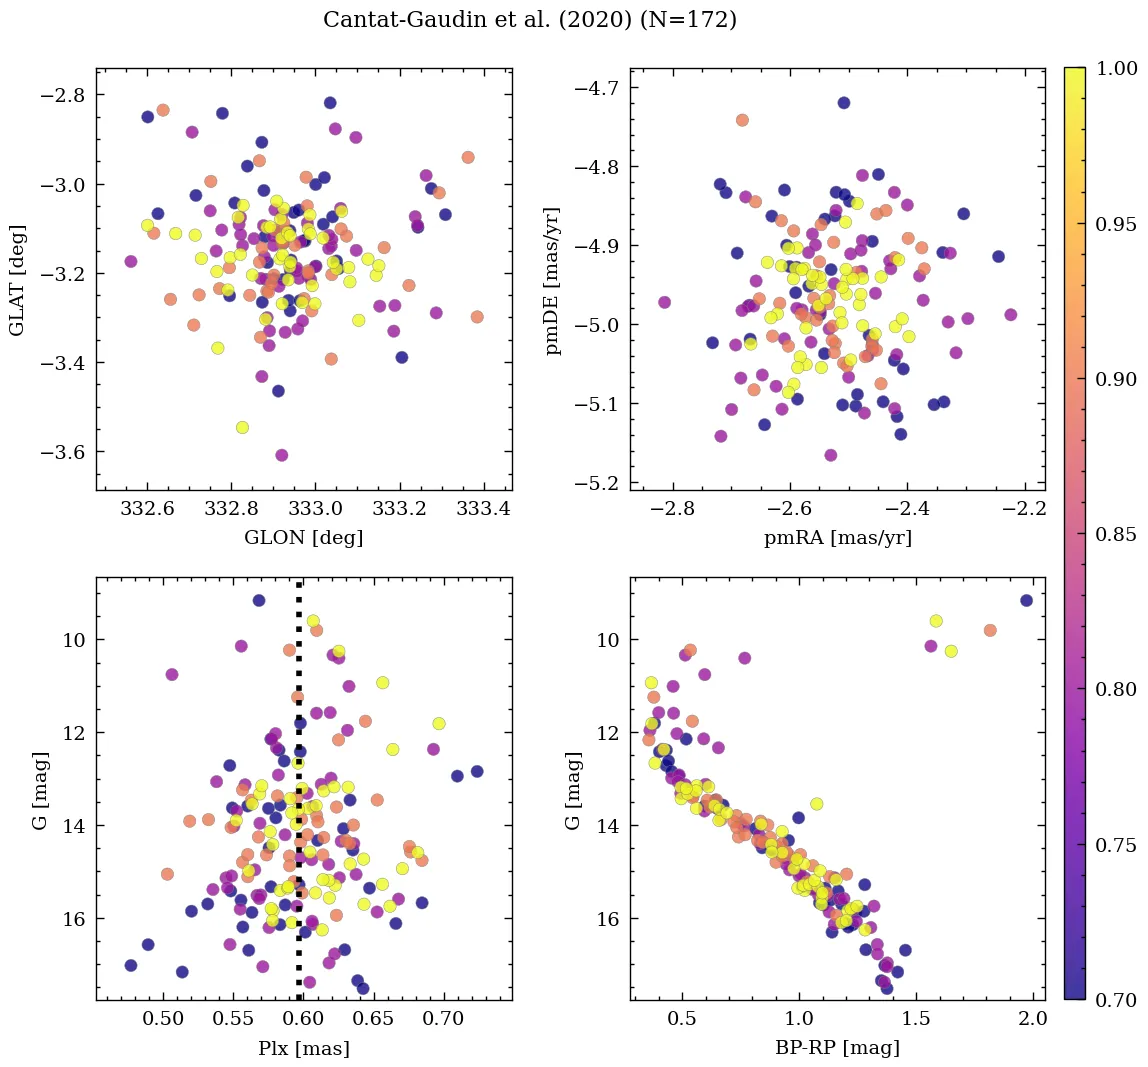 Cantat-Gaudin et al. (2020) (N=172)
−2.8
−3.0
−3.2
−3.4
−3.6
GLAT [deg]
332.6 332.8 333.0 333.2 333.4
GLON [deg]
−4.7
−4.8
−4.9
−5.0
−5.1
−5.2
pmDE [mas/yr]
−2.8 −2.6 −2.4 −2.2
pmRA [mas/yr]
10
12
14
16
G [mag]
0.50 0.55 0.60 0.65 0.70
Plx [mas]
10
12
14
16
G [mag]
0.5 1.0 1.5 2.0
BP-RP [mag]
1.00
0.95
0.90
0.85
0.80
0.75
0.70